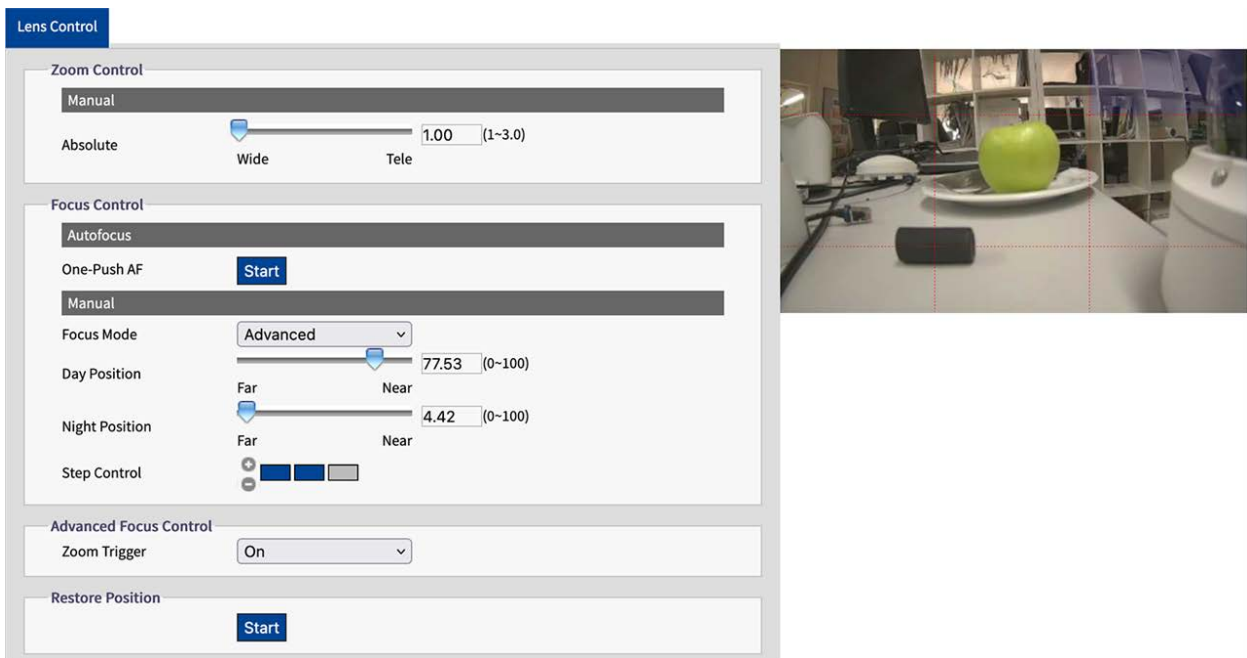 Lens Control
Zoom Control
Manual
Absolute 1.00 (1~3.0)
Wide Tele
Focus Control
Autofocus
One-Push AF Start
Manual
Focus Mode Advanced
Day Position 77.53 (0~100)
Far Near
Night Position 4.42 (0~100)
Far Near
Step Control
Advanced Focus Control
Zoom Trigger On
Restore Position
Start